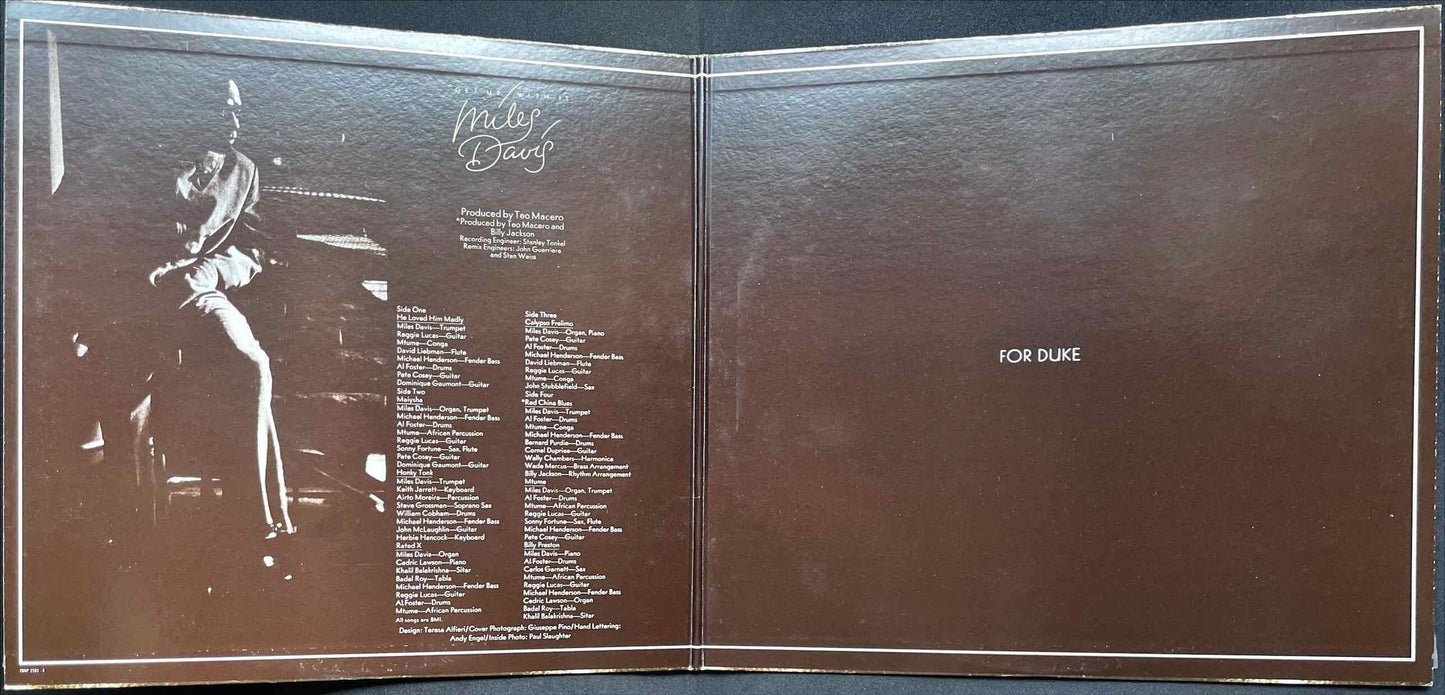 GET UP WITH IT
Miles
Davis
Produced by Teo Macero
*Produced by Teo Macero and
Billy Jackson
Recording Engineer: Stanley Tonkel
Remix Engineers: John Guerriere
and Stan Weiss
Side One
He Loved Him Madly
Miles Davis—Trumpet
Reggie Lucas—Guitar
Mtume—Conga
David Liebman—Flute
Michael Henderson—Fender Bass
Al Foster—Drums
Pete Cosey—Guitar
Dominique Gaumont—Guitar
Side Two
Maiysha
Miles Davis—Organ, Trumpet
Michael Henderson—Fender Bass
Al Foster—Drums
Mtume—African Percussion
Reggie Lucas—Guitar
Sonny Fortune—Sax, Flute
Pete Cosey—Guitar
Dominique Gaumont—Guitar
Honky Tonk
Miles Davis—Trumpet
Keith Jarrett—Keyboard
Airto Moreira—Percussion
Steve Grossman—Soprano Sax
William Cobham—Drums
Michael Henderson—Fender Bass
John McLaughlin—Guitar
Herbie Hancock—Keyboard
Rated X
Miles Davis—Organ
Cedric Lawson—Piano
Khalil Balakrishna—Sitar
Badal Roy—Tabla
Michael Henderson—Fender Bass
Reggie Lucas—Guitar
Al Foster—Drums
Mtume—African Percussion
All songs are BMI.
Side Three
Calypso Frelimo
Miles Davis—Organ, Piano
Pete Cosey—Guitar
Al Foster—Drums
Michael Henderson—Fender Bass
David Liebman—Flute
Reggie Lucas—Guitar
Mtume—Conga
John Stubblefield—Sax
Side Four
*Red China Blues
Miles Davis—Trumpet
Al Foster—Drums
Mtume—Conga
Michael Henderson—Fender Bass
Bernard Purdie—Drums
Cornel Dupree—Guitar
Wally Chambers—Harmonica
Wade Marcus—Brass Arrangement
Billy Jackson—Rhythm Arrangement
Mtume
Miles Davis—Organ, Trumpet
Al Foster—Drums
Mtume—African Percussion
Reggie Lucas—Guitar
Sonny Fortune—Sax, Flute
Michael Henderson—Fender Bass
Pete Cosey—Guitar
Billy Preston
Miles Davis—Piano
Al Foster—Drums
Carlos Garnett—Sax
Mtume—African Percussion
Reggie Lucas—Guitar
Michael Henderson—Fender Bass
Cedric Lawson—Organ
Badal Roy—Tabla
Khalil Balakrishna—Sitar
Design: Teresa Alfieri/Cover Photograph: Giuseppe Pino/Hand Lettering:
Andy Engel/Inside Photo: Paul Slaughter
FOR DUKE